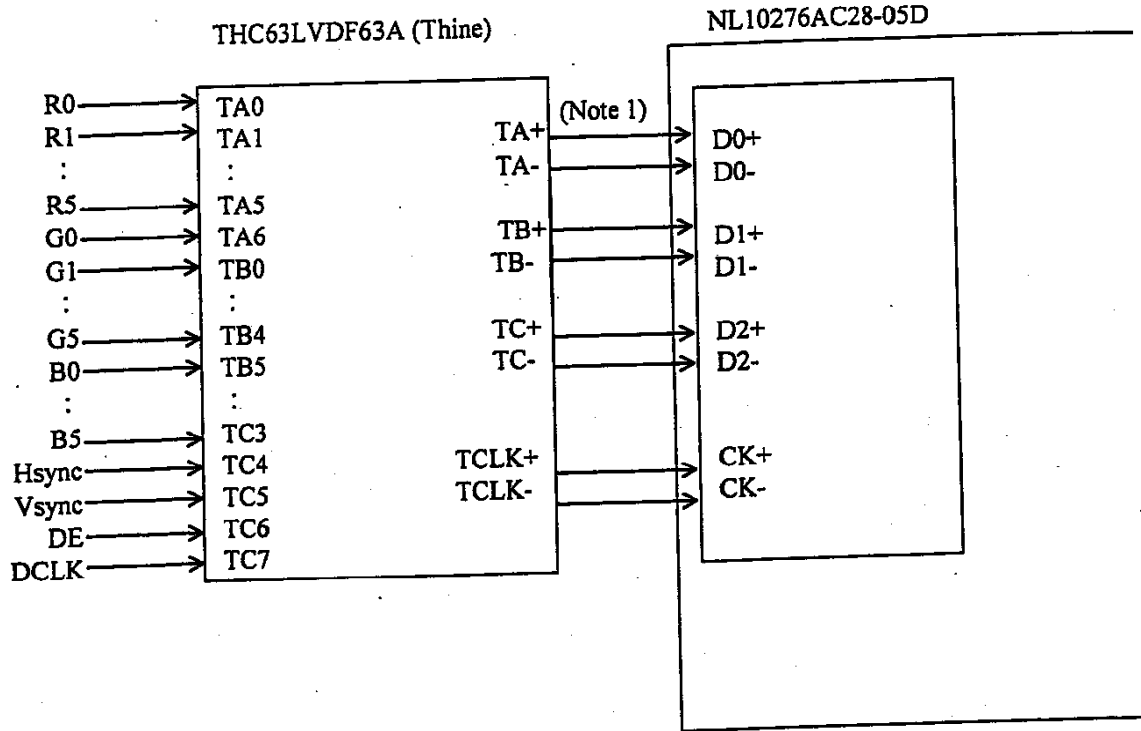 THC63LVDF63A (Thine)
NL10276AC28-05D
R0 TA0
R1 TA1
: :
R5 TA5
G0 TA6
G1 TB0
: :
G5 TB4
B0 TB5
: :
B5 TC3
Hsync TC4
Vsync TC5
DE TC6
DCLK TC7
(Note 1)
TA+ D0+
TA- D0-
TB+ D1+
TB- D1-
TC+ D2+
TC- D2-
TCLK+ CK+
TCLK- CK-